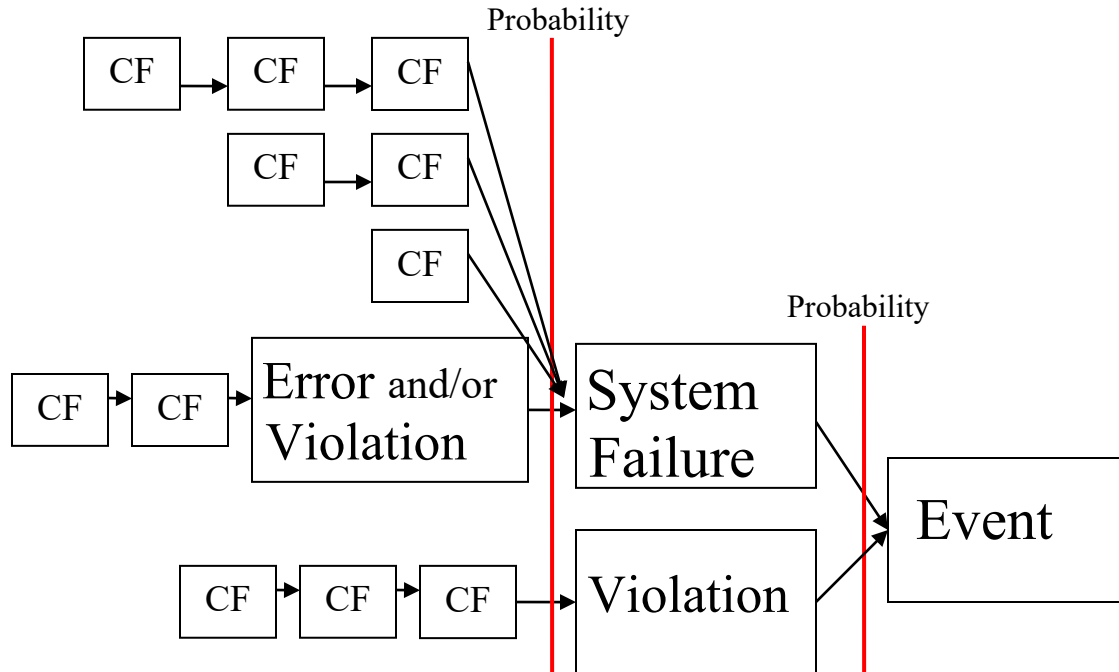 Probability
CF CF CF
CF CF
CF
Probability
Error and/or
Violation
System
Failure
CF CF
Event
CF CF CF
Violation